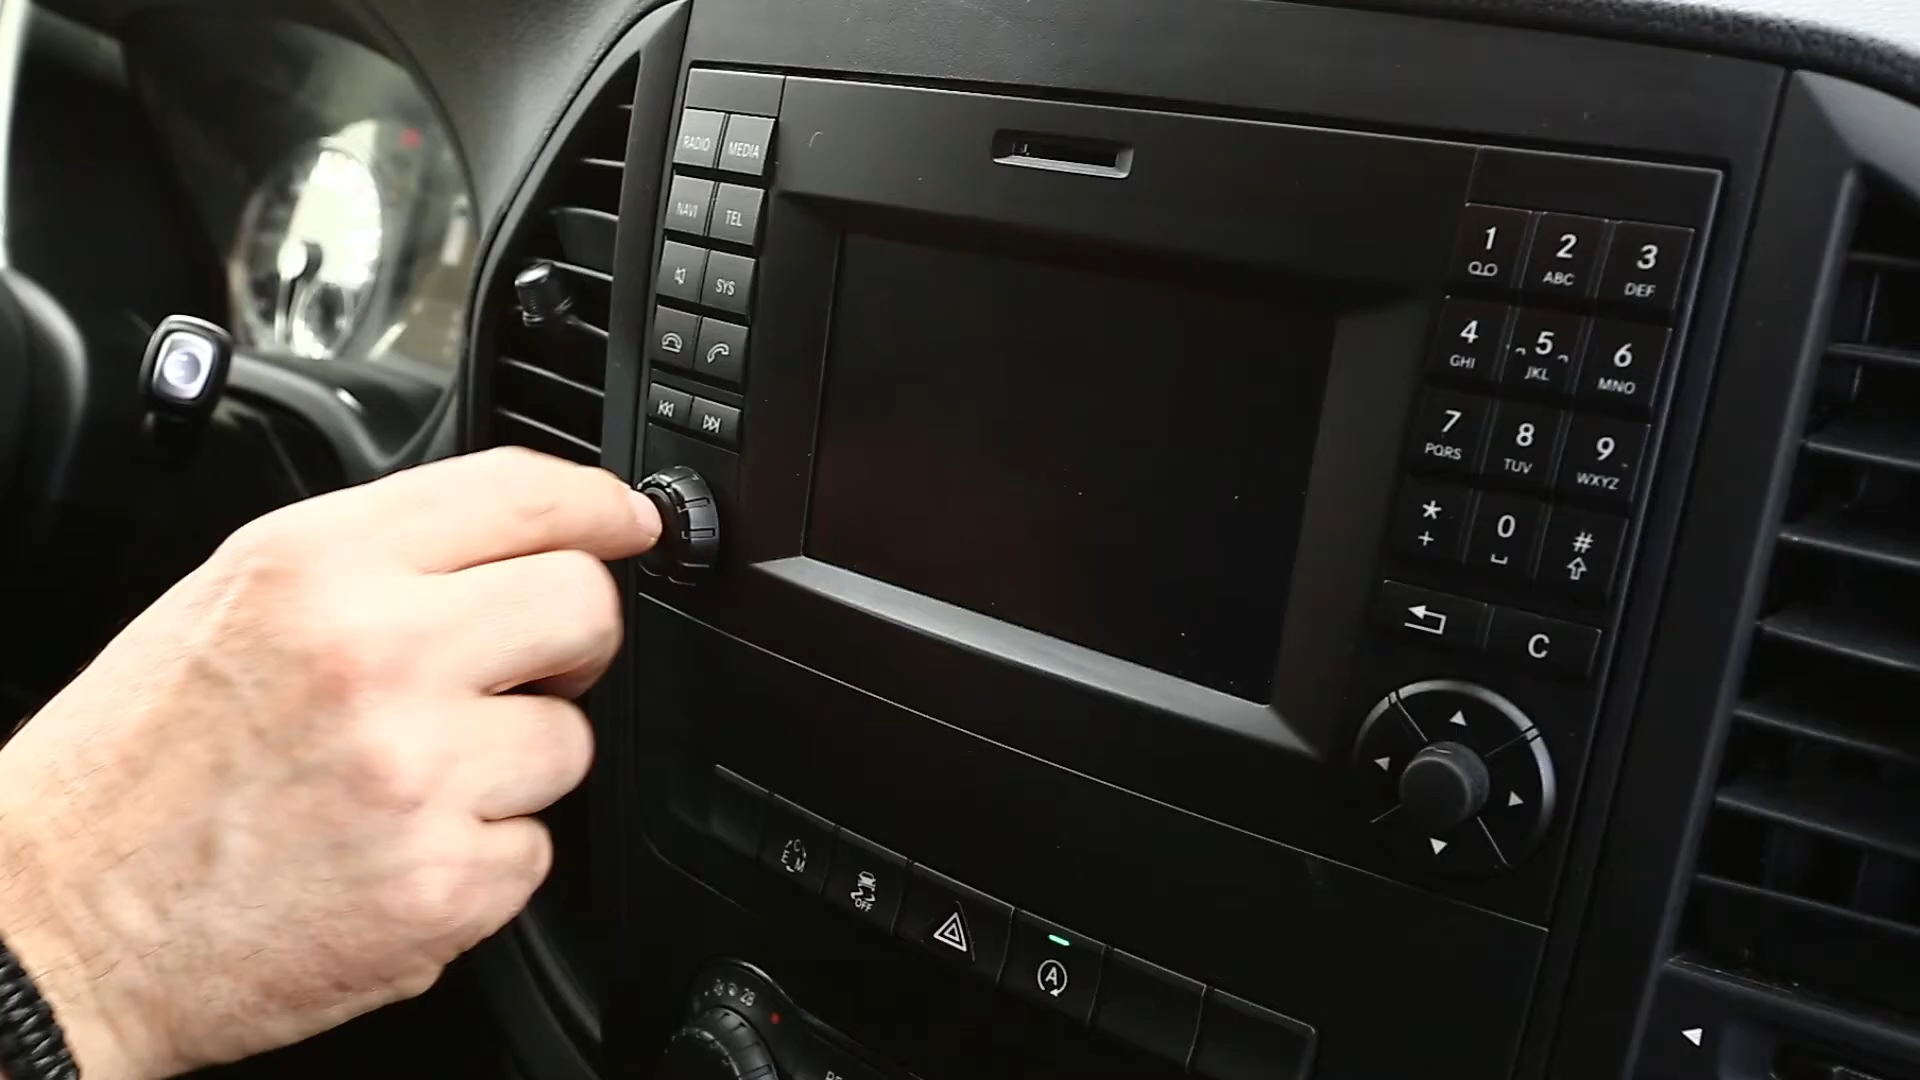 RADIO MEDIA
NAVI TEL
SYS
1 2 3
ABC DEF
4 5 6
GHI JKL MNO
7 8 9
PQRS TUV WXYZ
* 0 #
+
C
C
E M
OFF
A
28